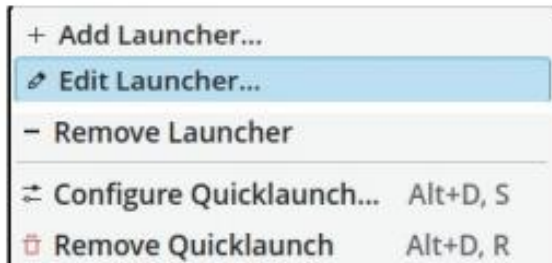 Add Launcher...
Edit Launcher...
Remove Launcher
Configure Quicklaunch... Alt+D, S
Remove Quicklaunch Alt+D, R